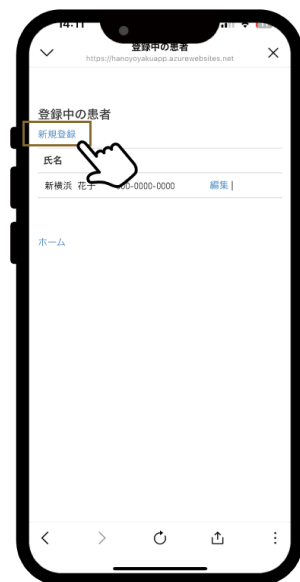 14:11
登録中の患者
https://hanoyoyakuapp.azurewebsites.net
登録中の患者
新規登録
氏名
新横浜 花子 000-0000-0000 編集 |
ホーム